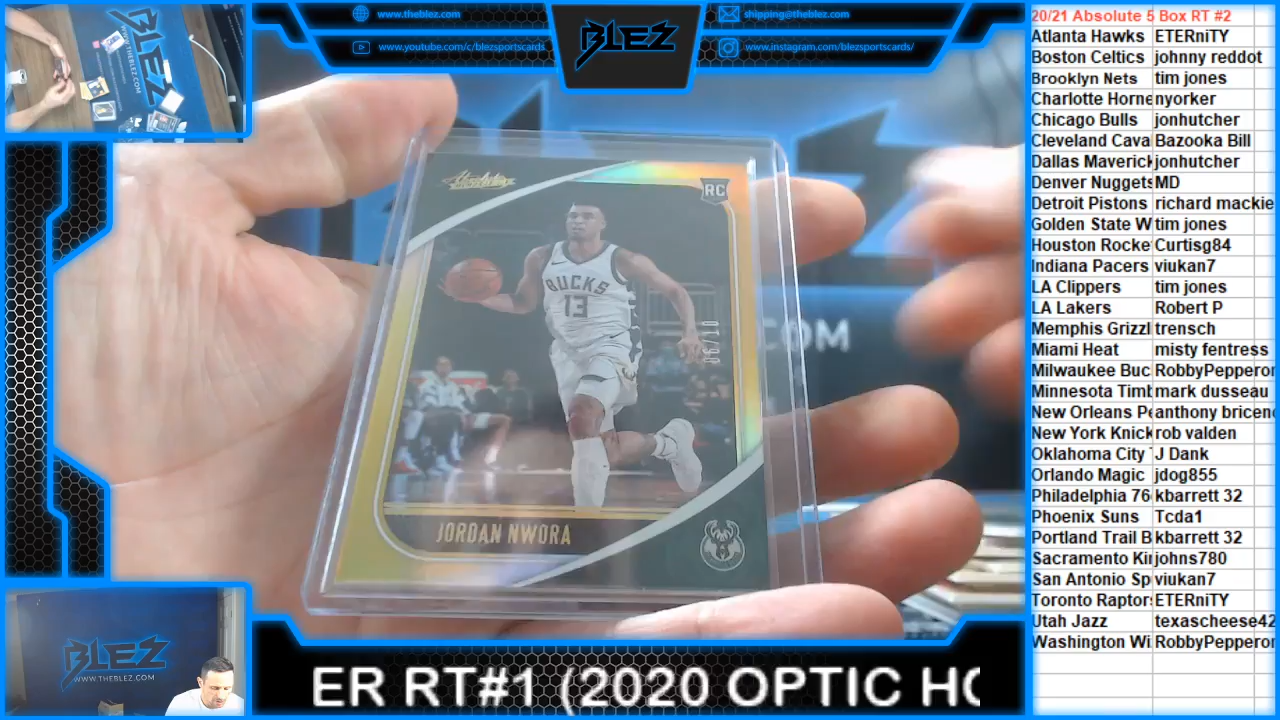 www.theblez.com
www.youtube.com/c/blezsportscards
BLEZ
shipping@theblez.com
www.instagram.com/blezsportscards/
THEBLEZ.COM
Absolute
RC
BUCKS
13
06/10
JORDAN NWORA
COM
BLEZ
WWW.THEBLEZ.COM
ER RT#1 (2020 OPTIC HO
20/21 Absolute 5 Box RT #2
Atlanta Hawks ETERniTY
Boston Celtics johnny reddot
Brooklyn Nets tim jones
Charlotte Horne nyorker
Chicago Bulls jonhutcher
Cleveland Cava Bazooka Bill
Dallas Maverick jonhutcher
Denver Nuggets MD
Detroit Pistons richard mackie
Golden State W tim jones
Houston Rocke Curtisg84
Indiana Pacers viukan7
LA Clippers tim jones
LA Lakers Robert P
Memphis Grizzl trensch
Miami Heat misty fentress
Milwaukee Buc RobbyPepperon
Minnesota Timb mark dusseau
New Orleans Pe anthony briceno
New York Knick rob valden
Oklahoma City T J Dank
Orlando Magic jdog855
Philadelphia 76 kbarrett 32
Phoenix Suns Tcda1
Portland Trail B kbarrett 32
Sacramento Kin johns780
San Antonio Sp viukan7
Toronto Raptors ETERniTY
Utah Jazz texascheese42
Washington Wi RobbyPepperon